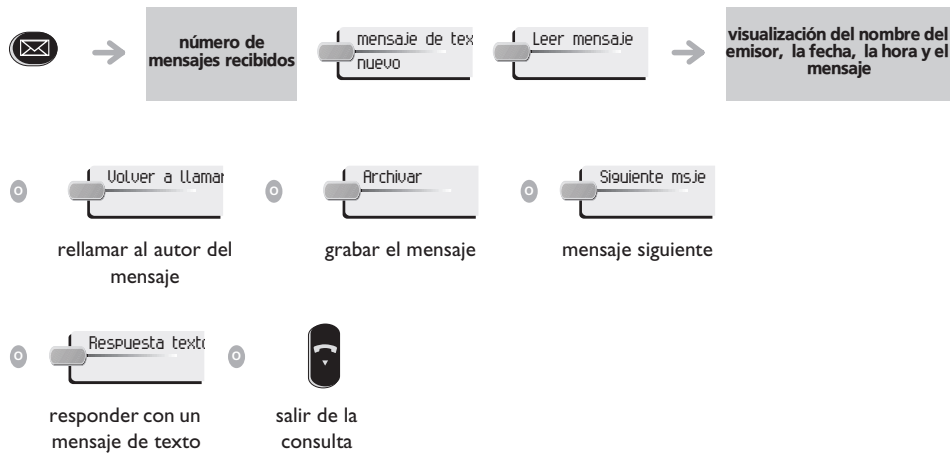 número de
mensajes recibidos
mensaje de tex
nuevo
Leer mensaje
visualización del nombre del
emisor, la fecha, la hora y el
mensaje
O
Volver a llamar
rellamar al autor del
mensaje
O
Archivar
grabar el mensaje
O
Siguiente msje
mensaje siguiente
O
Respuesta texto
responder con un
mensaje de texto
O
salir de la
consulta